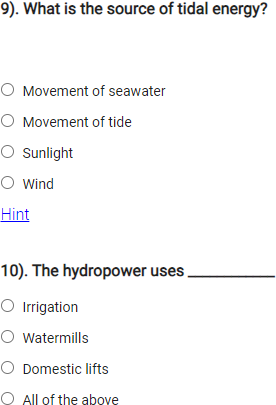 9). What is the source of tidal energy?
Movement of seawater
Movement of tide
Sunlight
Wind
Hint
10). The hydropower uses ___________
Irrigation
Watermills
Domestic lifts
All of the above